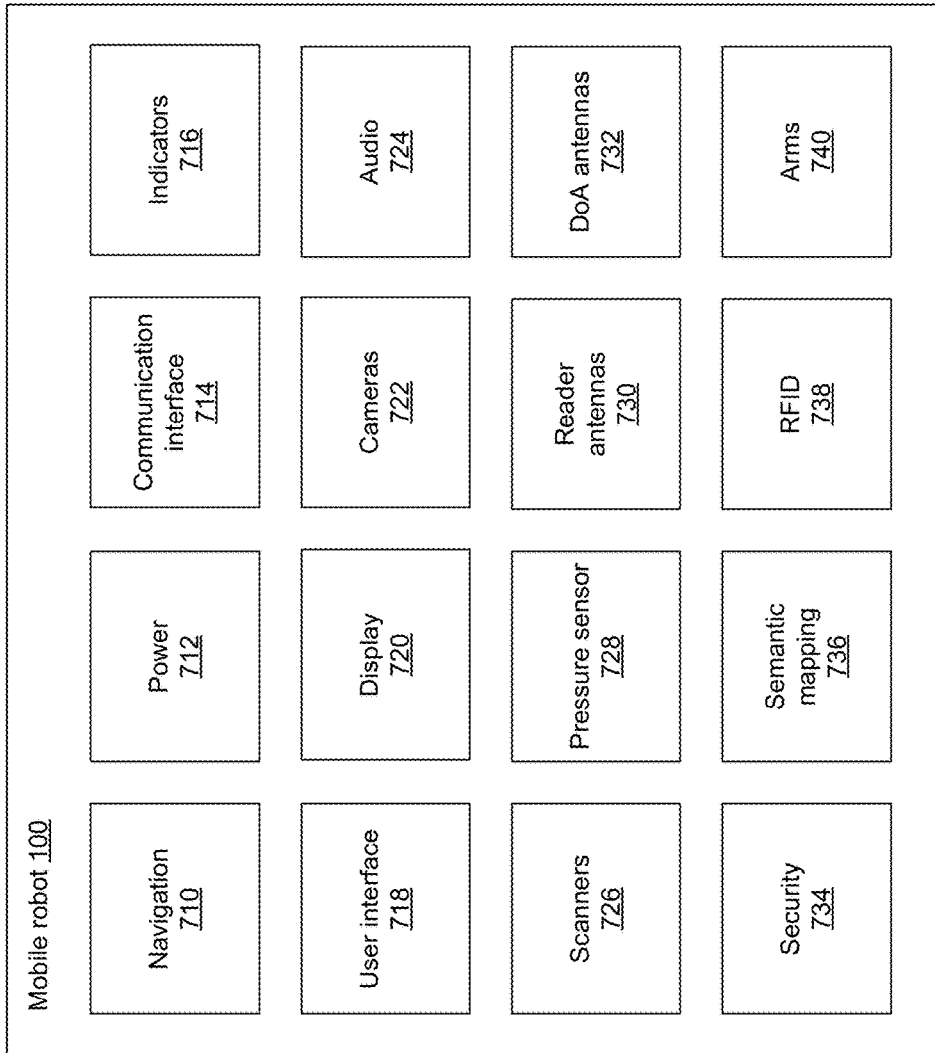 Mobile robot 100
Navigation
710
Power
712
Communication
interface
714
Indicators
716
User interface
718
Display
720
Cameras
722
Audio
724
Scanners
726
Pressure sensor
728
Reader
antennas
730
DoA antennas
732
Security
734
Semantic
mapping
736
RFID
738
Arms
740